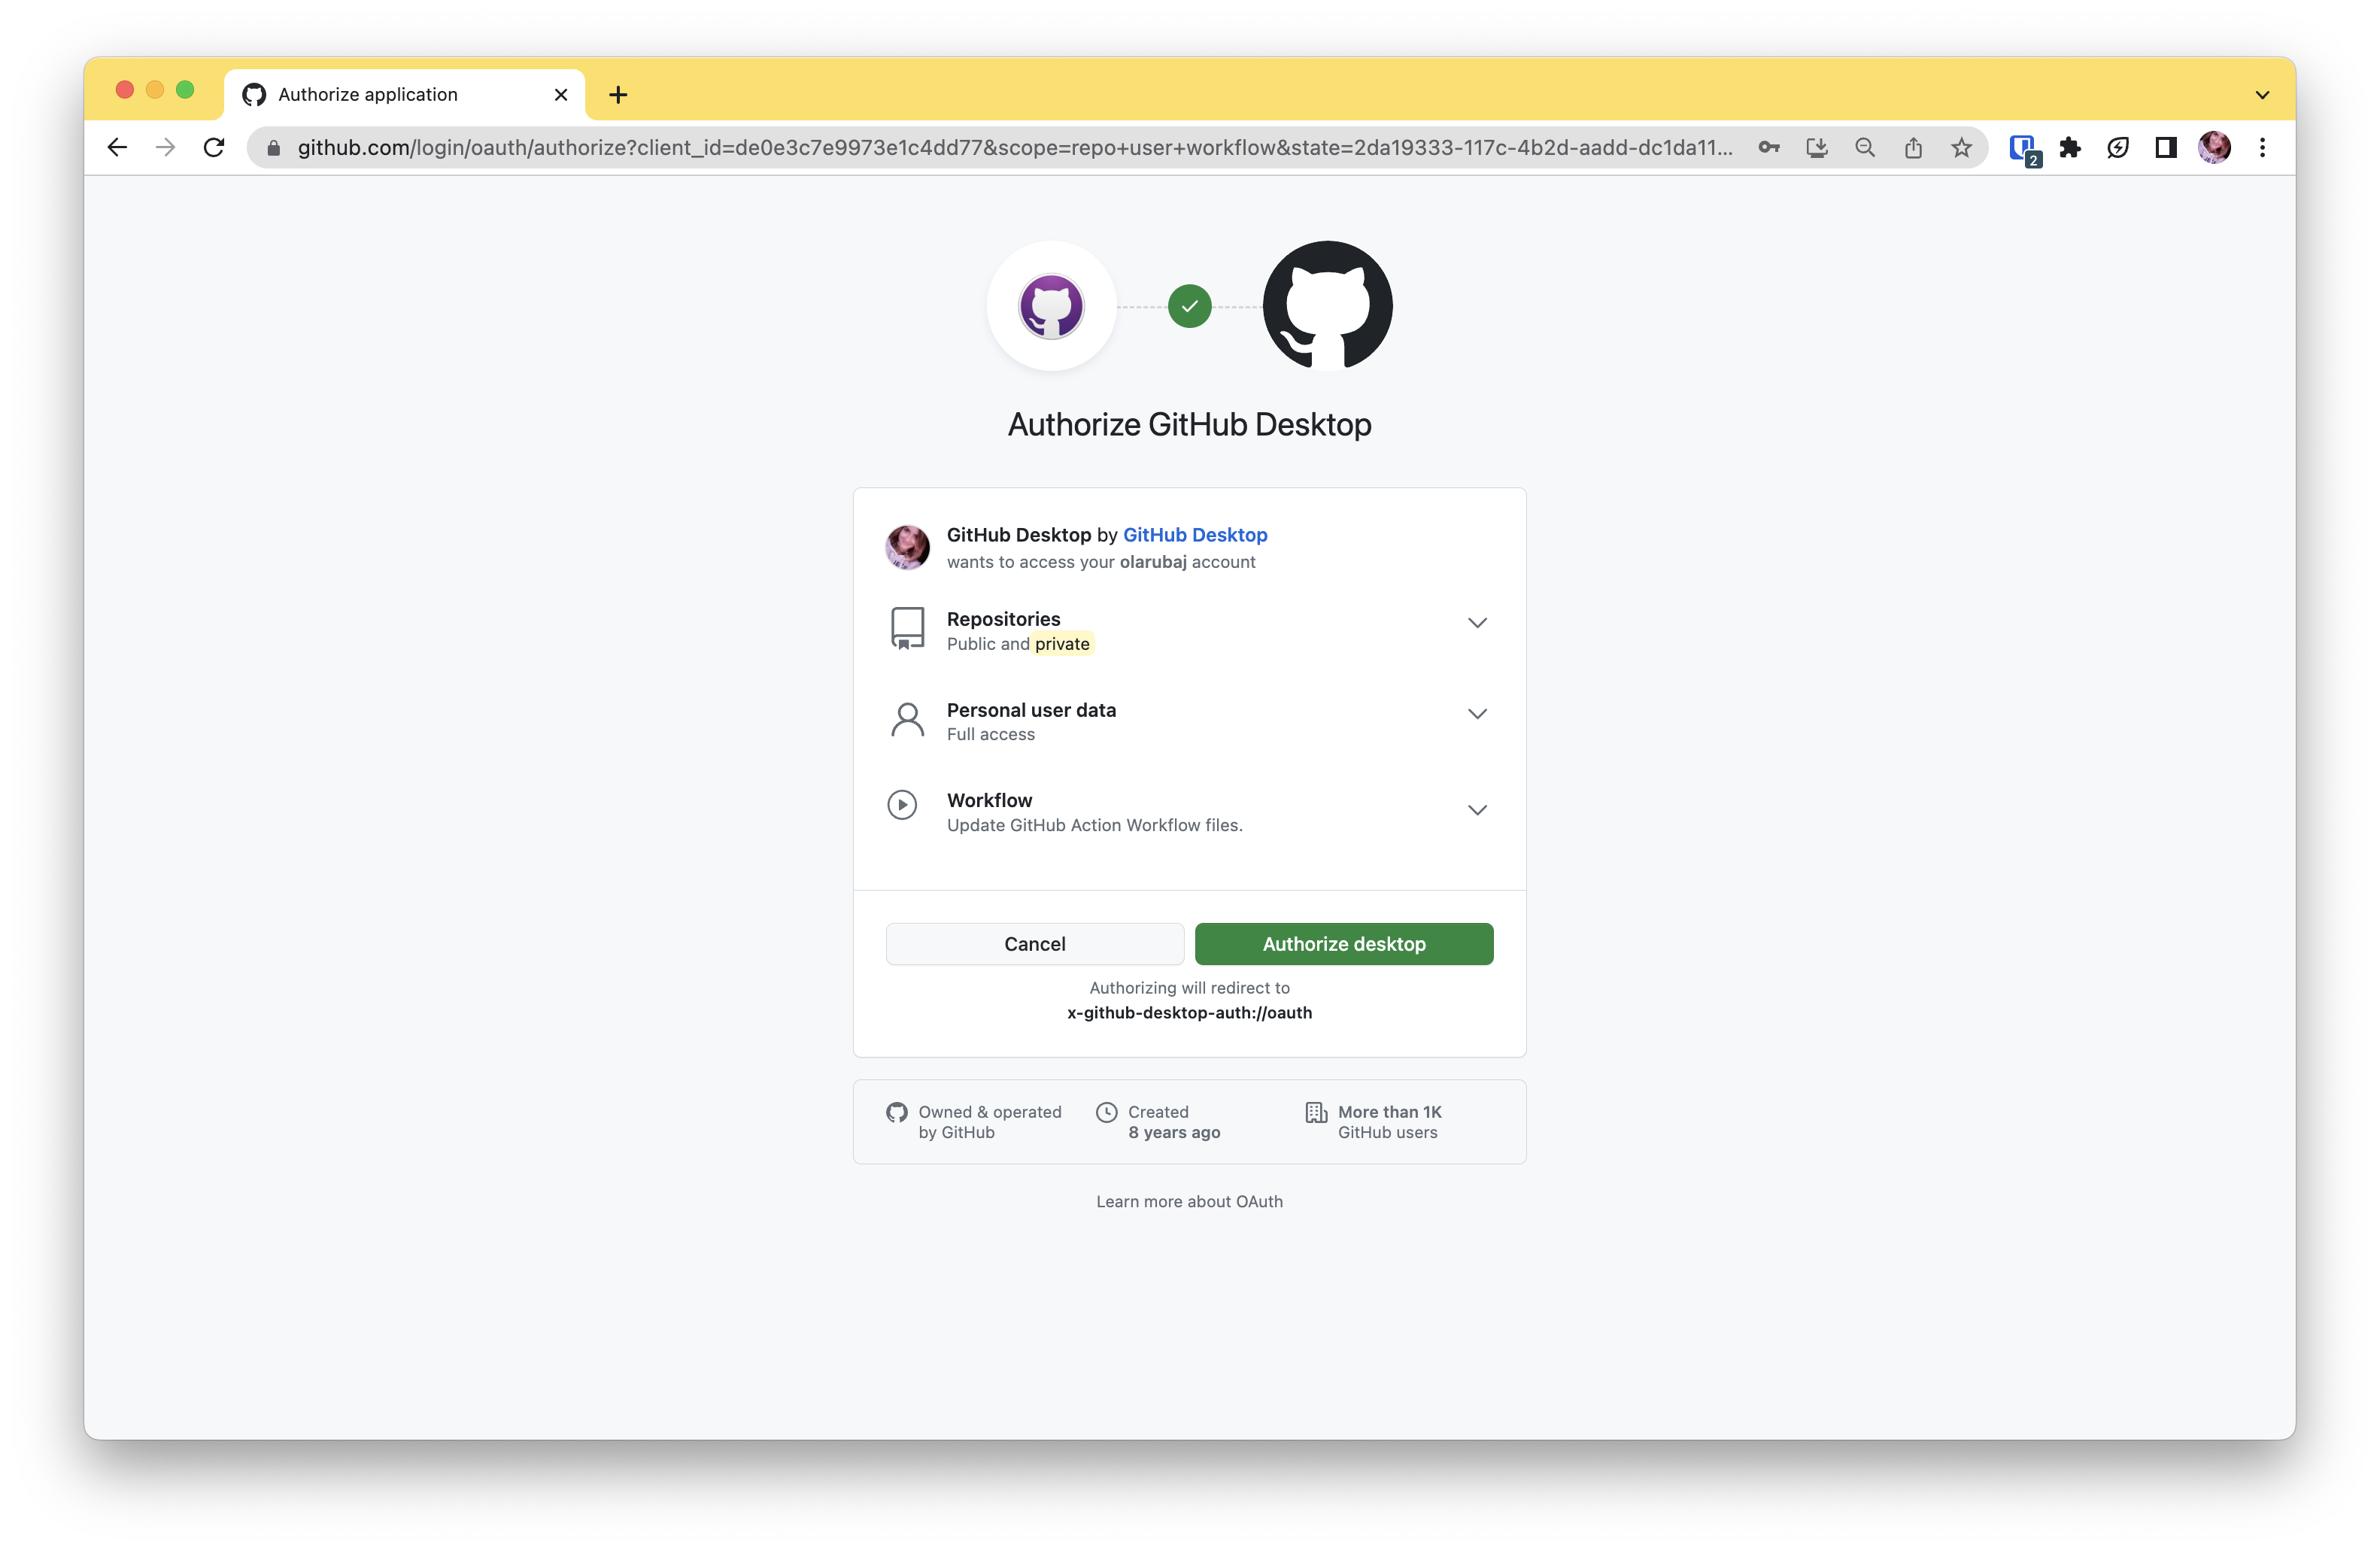 Authorize application
github.com/login/oauth/authorize?client_id=de0e3c7e9973e1c4dd77&scope=repo+user+workflow&state=2da19333-117c-4b2d-aadd-dc1da11...
2
Authorize GitHub Desktop
GitHub Desktop by GitHub Desktop
wants to access your olarubaj account
Repositories
Public and private
Personal user data
Full access
Workflow
Update GitHub Action Workflow files.
Cancel
Authorize desktop
Authorizing will redirect to
x-github-desktop-auth://oauth
Owned & operated
by GitHub
Created
8 years ago
More than 1K
GitHub users
Learn more about OAuth